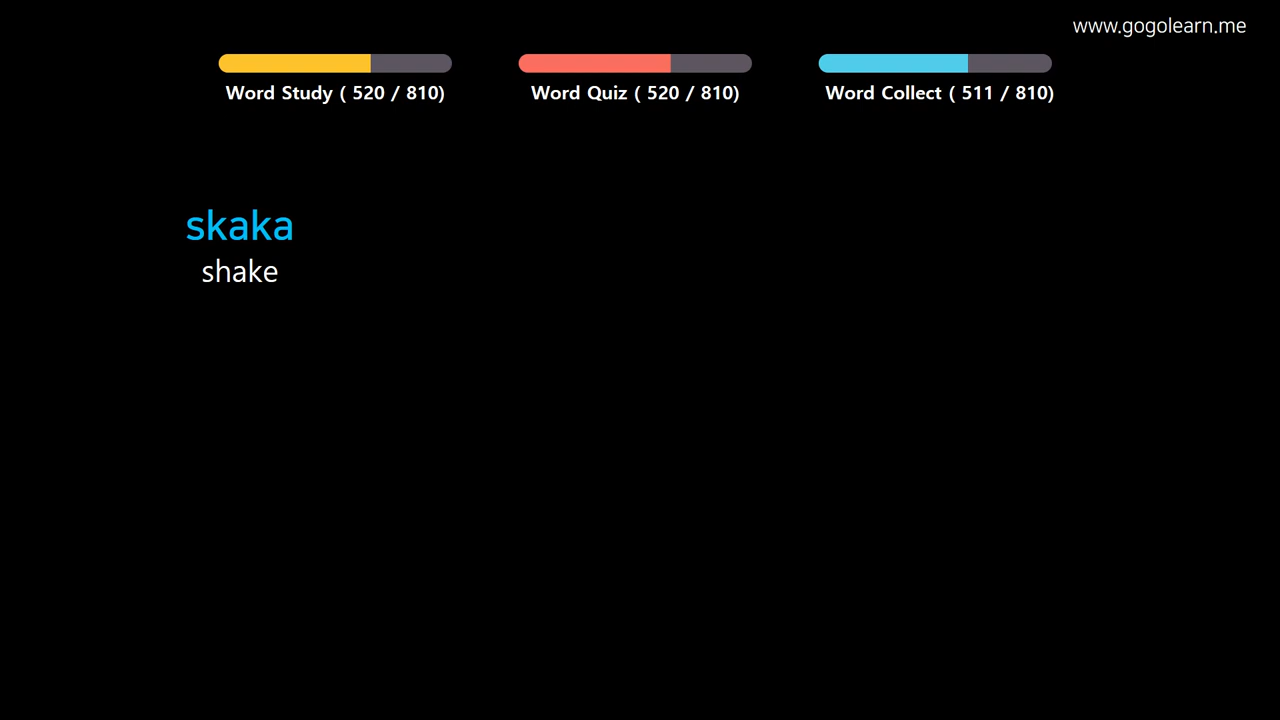 www.gogolearn.me
Word Study ( 520 / 810)
Word Quiz ( 520 / 810)
Word Collect ( 511 / 810)
skaka
shake